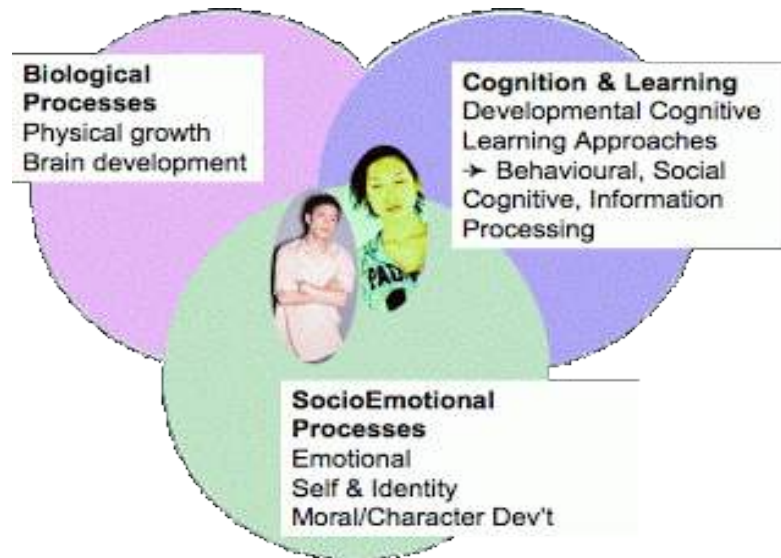 Biological
Processes
Physical growth
Brain development
Cognition & Learning
Developmental Cognitive
Learning Approaches
➔ Behavioural, Social
Cognitive, Information
Processing
SocioEmotional
Processes
Emotional
Self & Identity
Moral/Character Dev't